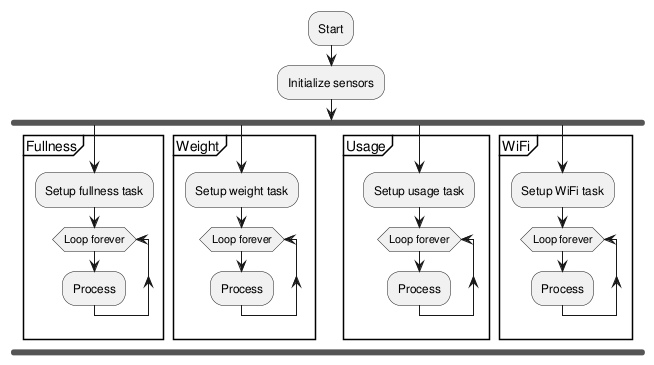 Start
Initialize sensors
Fullness
Setup fullness task
Loop forever
Process
Weight
Setup weight task
Loop forever
Process
Usage
Setup usage task
Loop forever
Process
WiFi
Setup WiFi task
Loop forever
Process